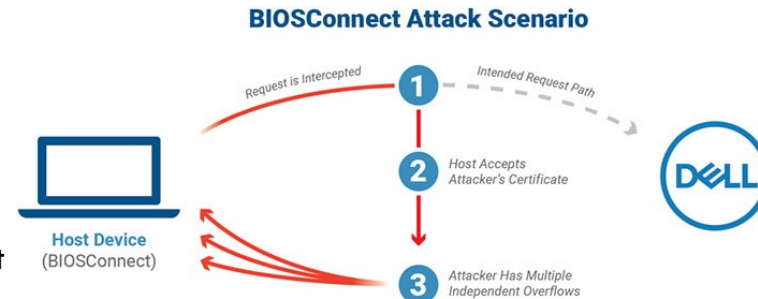 BIOSConnect Attack Scenario
Request is Intercepted
1
Intended Request Path
2
Host Accepts
Attacker's Certificate
DELL
Host Device
(BIOSConnect)
t
3
Attacker Has Multiple
Independent Overflows